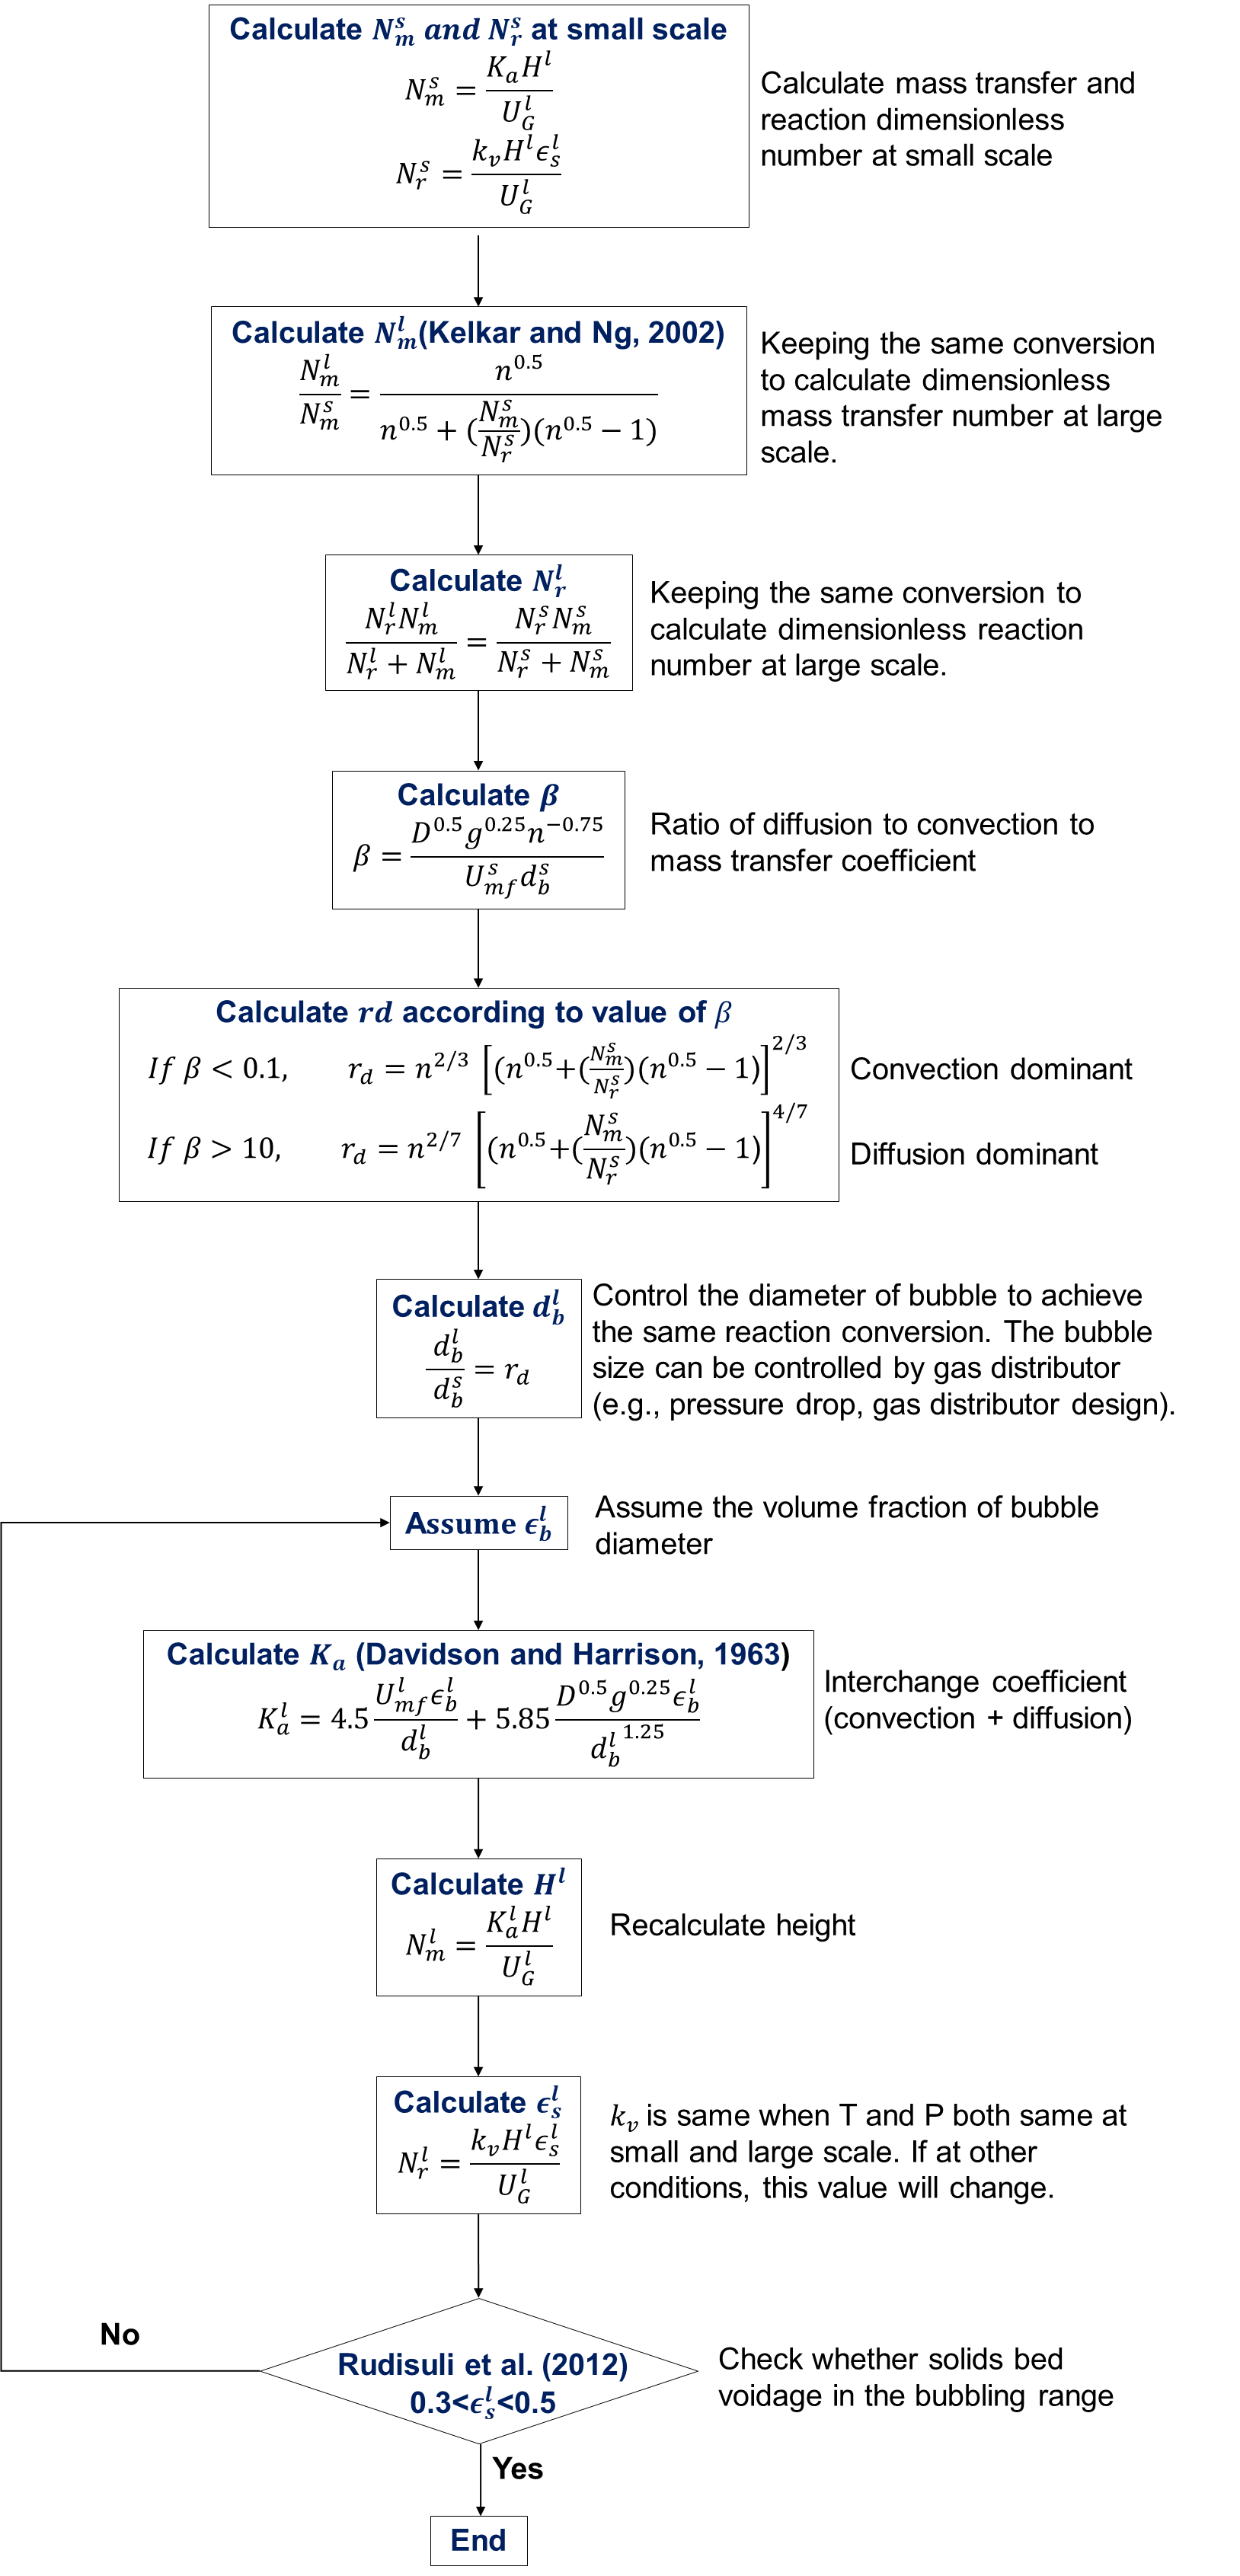 Calculate N_m^s and N_r^s at small scale
N_m^s = K_a H^l / U_G^l
N_r^s = k_v H^l ϵ_s^l / U_G^l
Calculate mass transfer and
reaction dimensionless
number at small scale
Calculate N_m^l(Kelkar and Ng, 2002)
N_m^l / N_m^s = n^0.5 / (n^0.5 + (N_m^s / N_r^s)(n^0.5 − 1))
Keeping the same conversion
to calculate dimensionless
mass transfer number at large
scale.
Calculate N_r^l
N_r^l N_m^l / (N_r^l + N_m^l) = N_r^s N_m^s / (N_r^s + N_m^s)
Keeping the same conversion to
calculate dimensionless reaction
number at large scale.
Calculate β
β = D^0.5 g^0.25 n^−0.75 / (U_mf^s d_b^s)
Ratio of diffusion to convection to
mass transfer coefficient
Calculate rd according to value of β
If β < 0.1, r_d = n^2/3 [(n^0.5+(N_m^s / N_r^s)(n^0.5 − 1)]^2/3
Convection dominant
If β > 10, r_d = n^2/7 [(n^0.5+(N_m^s / N_r^s)(n^0.5 − 1)]^4/7
Diffusion dominant
Calculate d_b^l
d_b^l / d_b^s = r_d
Control the diameter of bubble to achieve
the same reaction conversion. The bubble
size can be controlled by gas distributor
(e.g., pressure drop, gas distributor design).
Assume ϵ_b^l
Assume the volume fraction of bubble
diameter
Calculate K_a (Davidson and Harrison, 1963)
K_a^l = 4.5 U_mf^l ϵ_b^l / d_b^l + 5.85 D^0.5 g^0.25 ϵ_b^l / d_b^l^1.25
Interchange coefficient
(convection + diffusion)
Calculate H^l
N_m^l = K_a^l H^l / U_G^l
Recalculate height
Calculate ϵ_s^l
N_r^l = k_v H^l ϵ_s^l / U_G^l
k_v is same when T and P both same at
small and large scale. If at other
conditions, this value will change.
No
Rudisuli et al. (2012)
0.3<ϵ_s^l<0.5
Check whether solids bed
voidage in the bubbling range
Yes
End